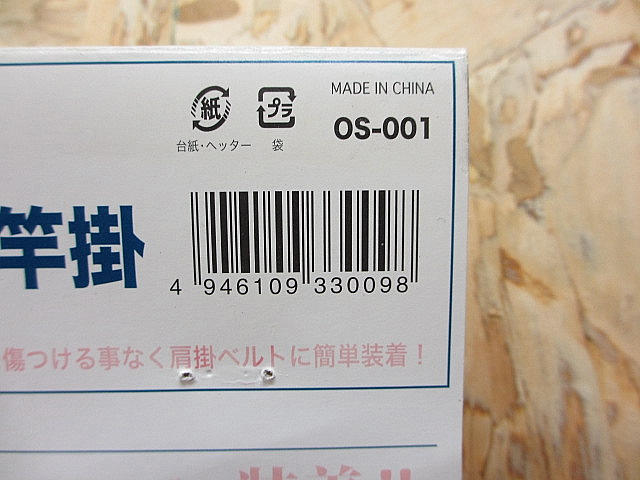 MADE IN CHINA
紙 プラ
OS-001
台紙・ヘッター 袋
竿掛
4 946109 330098
傷つける事なく肩掛ベルトに簡単装着！